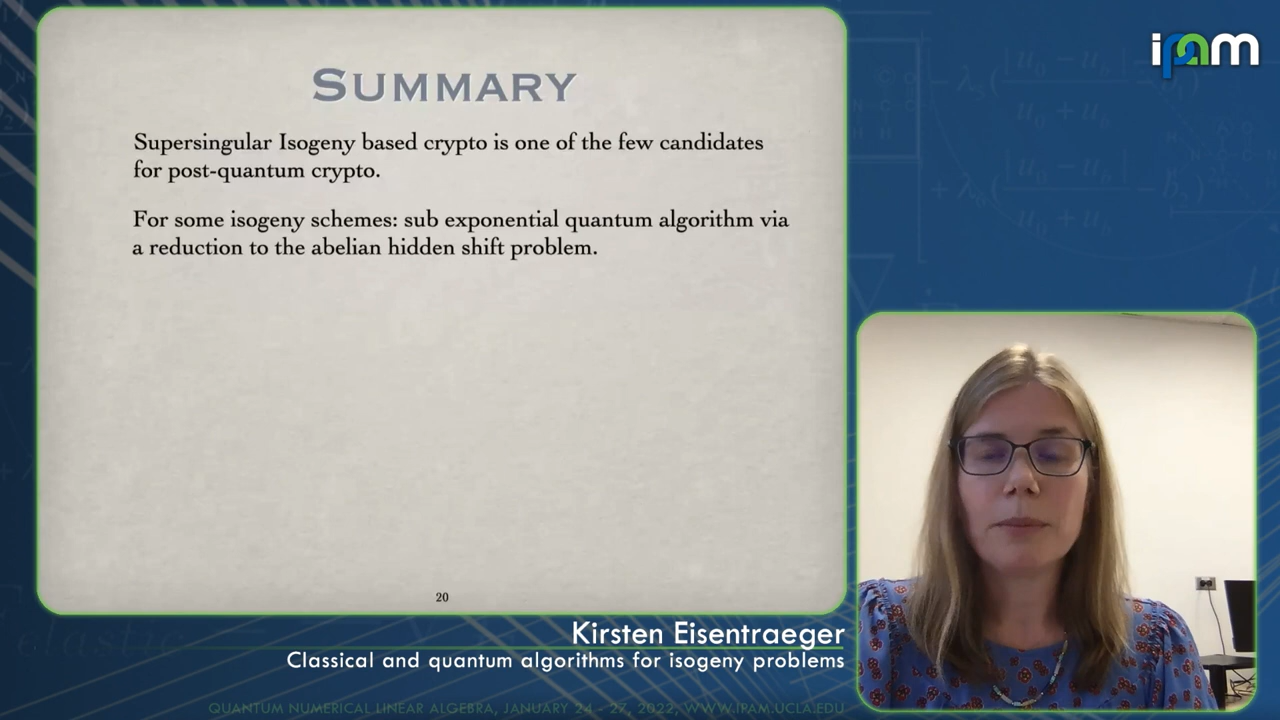 ipam
SUMMARY
Supersingular Isogeny based crypto is one of the few candidates
for post-quantum crypto.
For some isogeny schemes: sub exponential quantum algorithm via
a reduction to the abelian hidden shift problem.
20
Kirsten Eisentraeger
Classical and quantum algorithms for isogeny problems
QUANTUM NUMERICAL LINEAR ALGEBRA, JANUARY 24 - 27, 2022, WWW.IPAM.UCLA.EDU